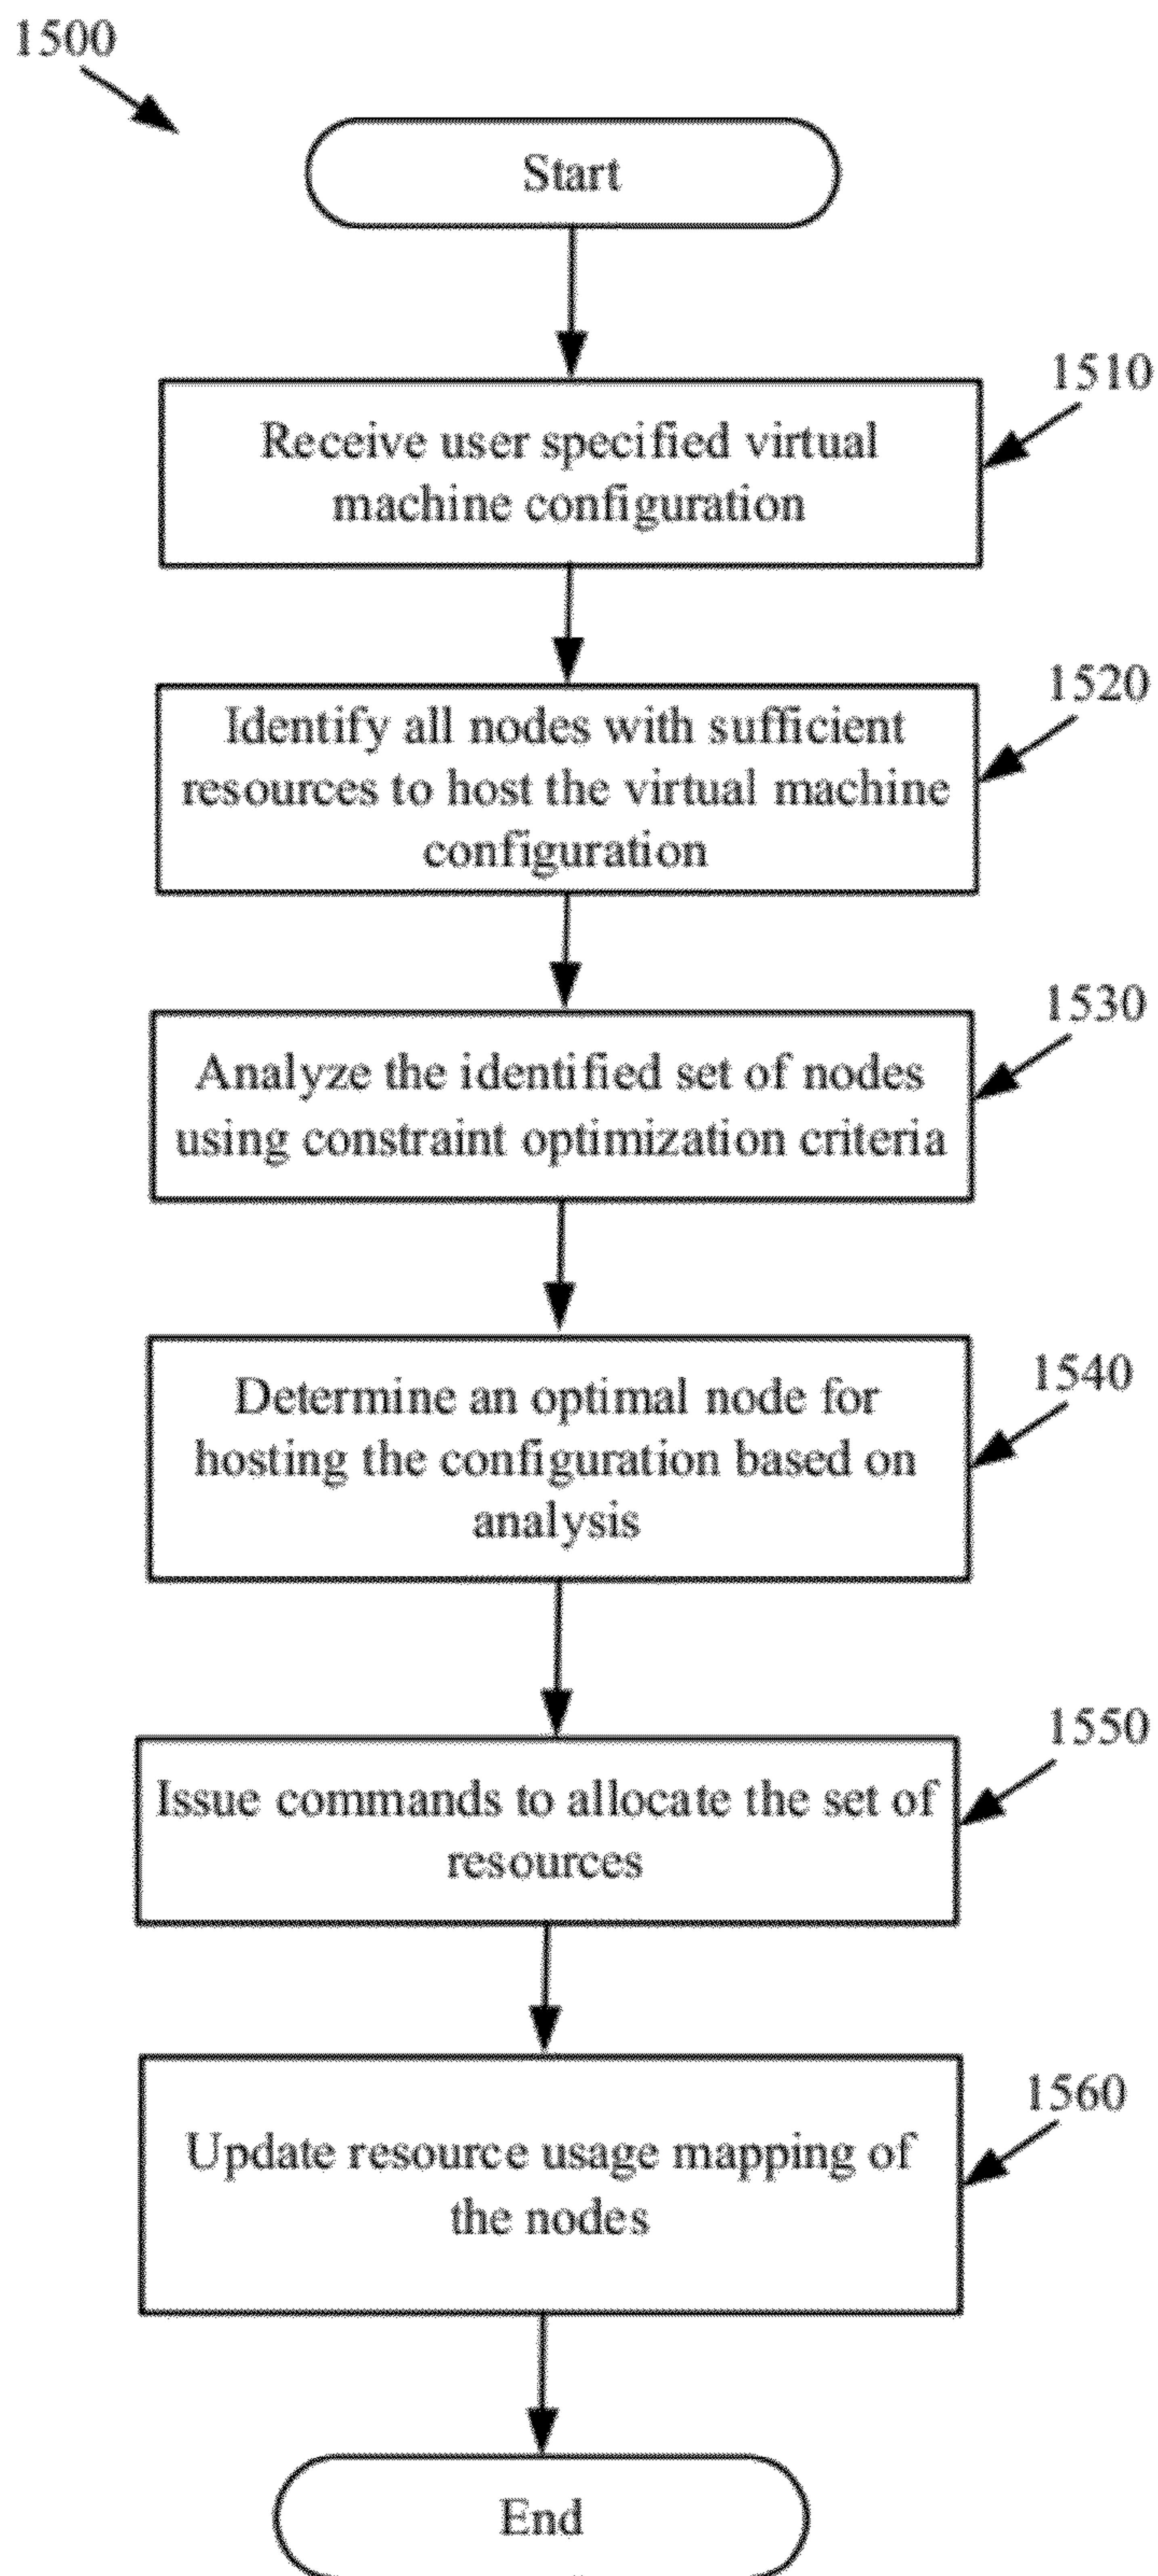 1500
Start
1510
Receive user specified virtual
machine configuration
1520
Identify all nodes with sufficient
resources to host the virtual machine
configuration
1530
Analyze the identified set of nodes
using constraint optimization criteria
1540
Determine an optimal node for
hosting the configuration based on
analysis
1550
Issue commands to allocate the set of
resources
1560
Update resource usage mapping of
the nodes
End